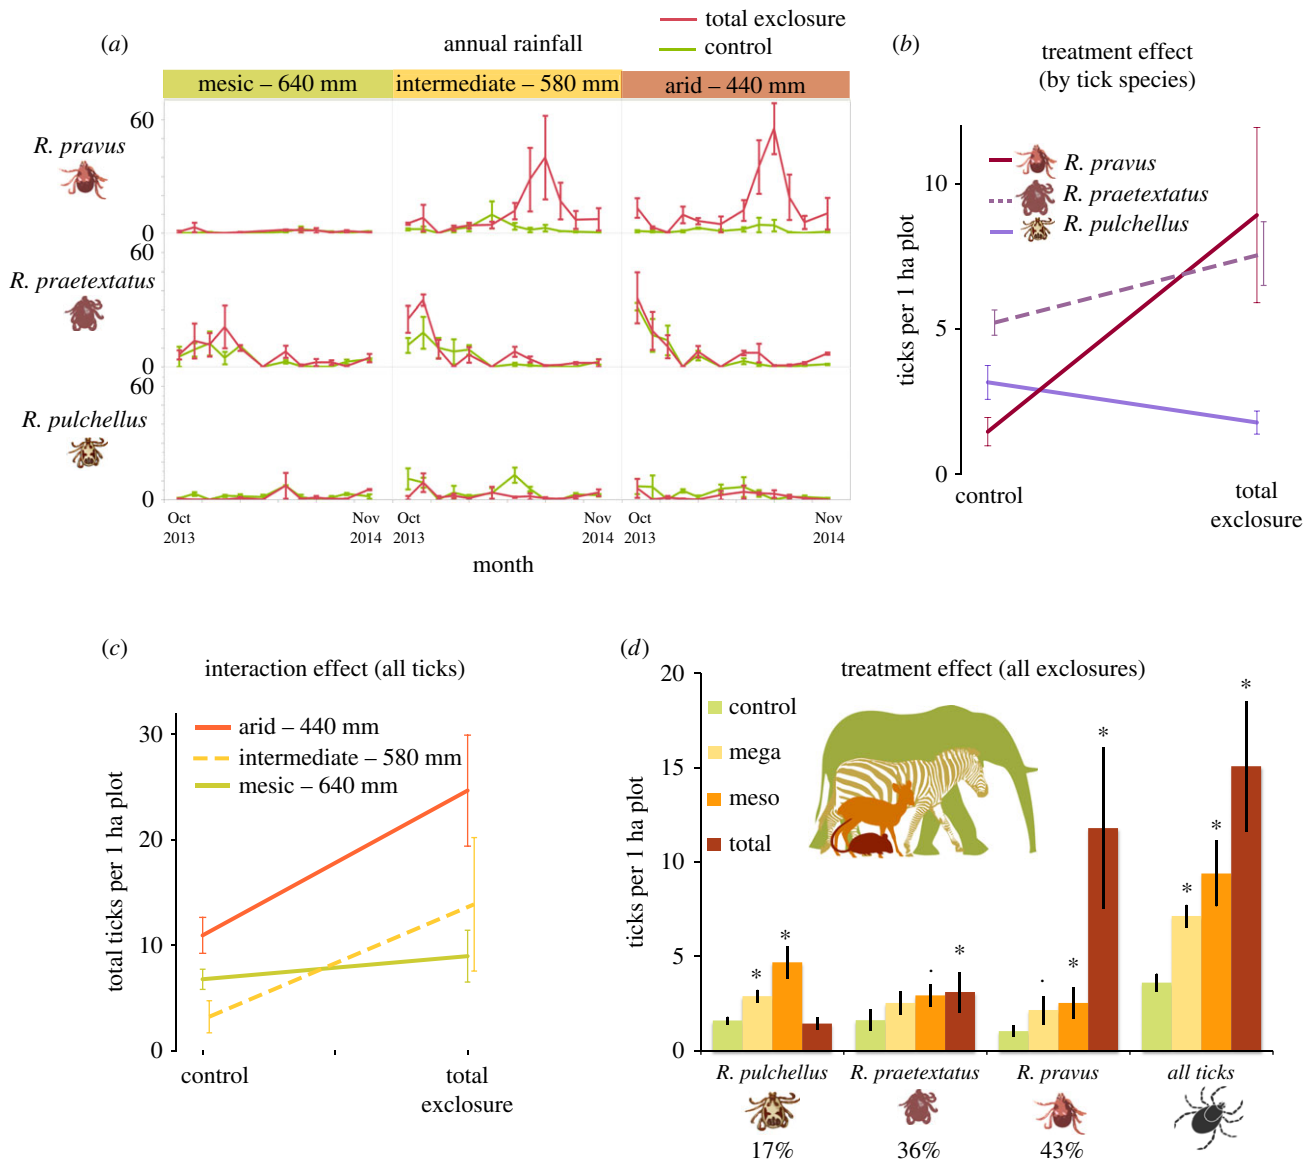 (a)
annual rainfall
total exclosure
control
mesic – 640 mm
intermediate – 580 mm
arid – 440 mm
R. pravus
60
0
R. praetextatus
60
0
R. pulchellus
60
0
Oct
2013
Nov
2014
Oct
2013
Nov
2014
Oct
2013
Nov
2014
month
(b)
treatment effect
(by tick species)
R. pravus
R. praetextatus
R. pulchellus
ticks per 1 ha plot
10
5
0
control
total
exclosure
(c)
interaction effect (all ticks)
arid – 440 mm
intermediate – 580 mm
mesic – 640 mm
total ticks per 1 ha plot
30
20
10
0
control
total
exclosure
(d)
treatment effect (all exclosures)
control
mega
meso
total
ticks per 1 ha plot
20
15
10
5
0
* * . * . * * * * *
R. pulchellus
R. praetextatus
R. pravus
all ticks
17%
36%
43%